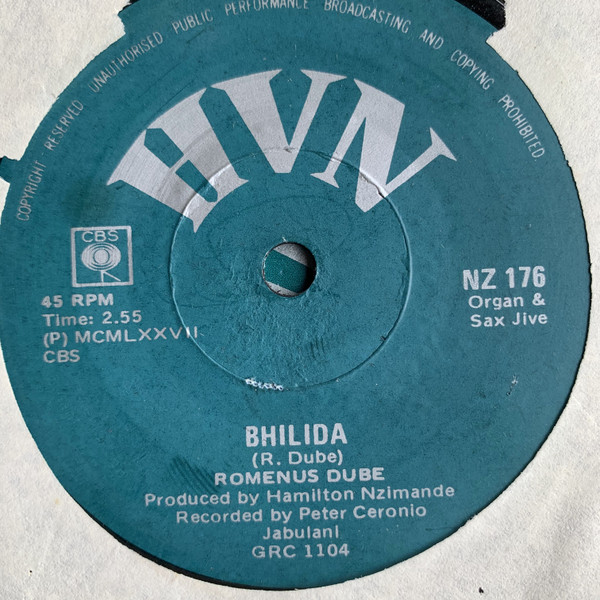 COPYRIGHT RESERVED UNAUTHORISED PUBLIC PERFORMANCE BROADCASTING AND COPYING PROHIBITED.
HVN
CBS
45 RPM
Time: 2.55
(P) MCMLXXVII
CBS
NZ 176
Organ &
Sax Jive
BHILIDA
(R. Dube)
ROMENUS DUBE
Produced by Hamilton Nzimande
Recorded by Peter Ceronio
Jabulani
GRC 1104